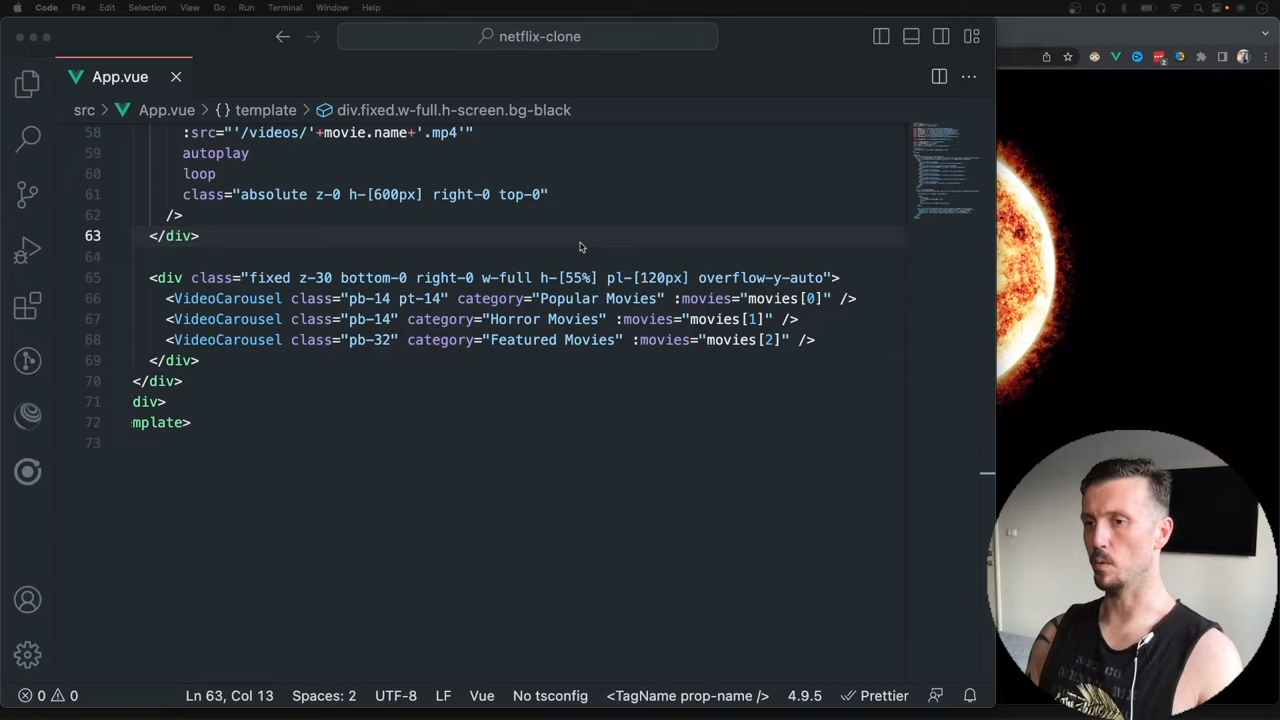 Code File Edit Selection View Go Run Terminal Window Help
netflix-clone
App.vue
src > App.vue > {} template > div.fixed.w-full.h-screen.bg-black
58 :src="'/videos/'+movie.name+'.mp4'"
59 autoplay
60 loop
61 class="absolute z-0 h-[600px] right-0 top-0"
62 />
63 </div>
64
65 <div class="fixed z-30 bottom-0 right-0 w-full h-[55%] pl-[120px] overflow-y-auto">
66 <VideoCarousel class="pb-14 pt-14" category="Popular Movies" :movies="movies[0]" />
67 <VideoCarousel class="pb-14" category="Horror Movies" :movies="movies[1]" />
68 <VideoCarousel class="pb-32" category="Featured Movies" :movies="movies[2]" />
69 </div>
70 </div>
71 div>
72 mplate>
73
0 0 Ln 63, Col 13 Spaces: 2 UTF-8 LF Vue No tsconfig <TagName prop-name /> 4.9.5 Prettier